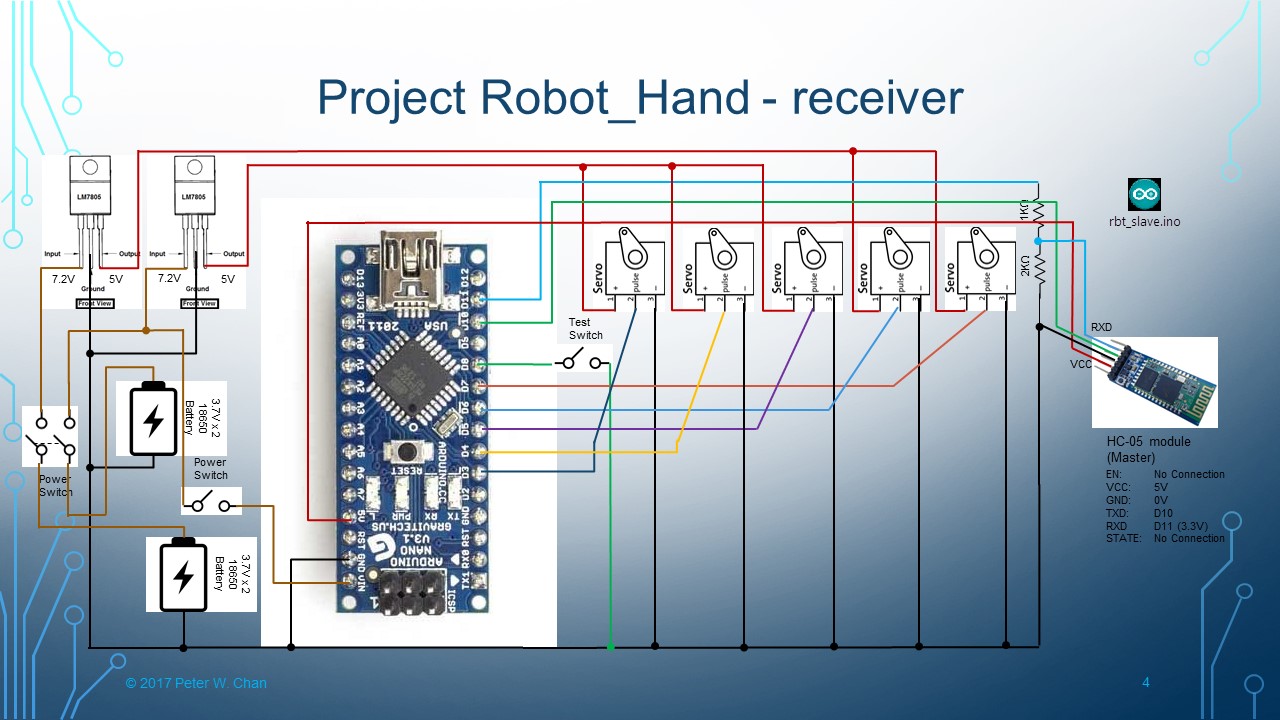 Project Robot_Hand - receiver
LM7805
LM7805
Input
Output
Input
Output
7.2V
5V
7.2V
5V
Ground
Ground
Front View
Front View
rbt_slave.ino
1KΩ
2KΩ
Servo
1 + 2 pulse 3 -
Servo
1 + 2 pulse 3 -
Servo
1 + 2 pulse 3 -
Servo
1 + 2 pulse 3 -
Servo
1 + 2 pulse 3 -
Test
Switch
RXD
VCC
3.7V x 2
18650
Battery
Power
Switch
Power
Switch
3.7V x 2
18650
Battery
D13
3V3
REF
A0
A1
A2
A3
A4
A5
A6
A7
5V
RST
GND
VIN
D12
D11
D10
D9
D8
D7
D6
D5
D4
D3
D2
GND
RST
RX0
TX1
USA
2011
RESET
ARDUINO.CC
L
PWR
RX
TX
GRAVITECH.US
ARDUINO
NANO
V3.1
ICSP
1
HC-05 module
(Master)
EN: No Connection
VCC: 5V
GND: 0V
TXD: D10
RXD D11 (3.3V)
STATE: No Connection
© 2017 Peter W. Chan
4